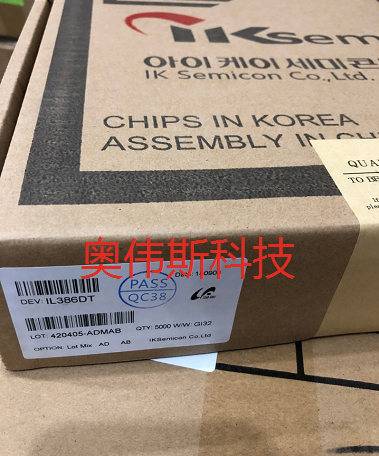 IKsemi
아이케이 세미콘
IK Semicon Co.,Ltd.
CHIPS IN KOREA
ASSEMBLY IN CH
QUA
TO BE
奥伟斯科技
DEV: IL386DT
PASS
QC38
LOT: 420405-ADMAB
QTY: 5000 W/W: GI32
OPTION: Lot Mix AD AB IKSemicon Co.,Ltd